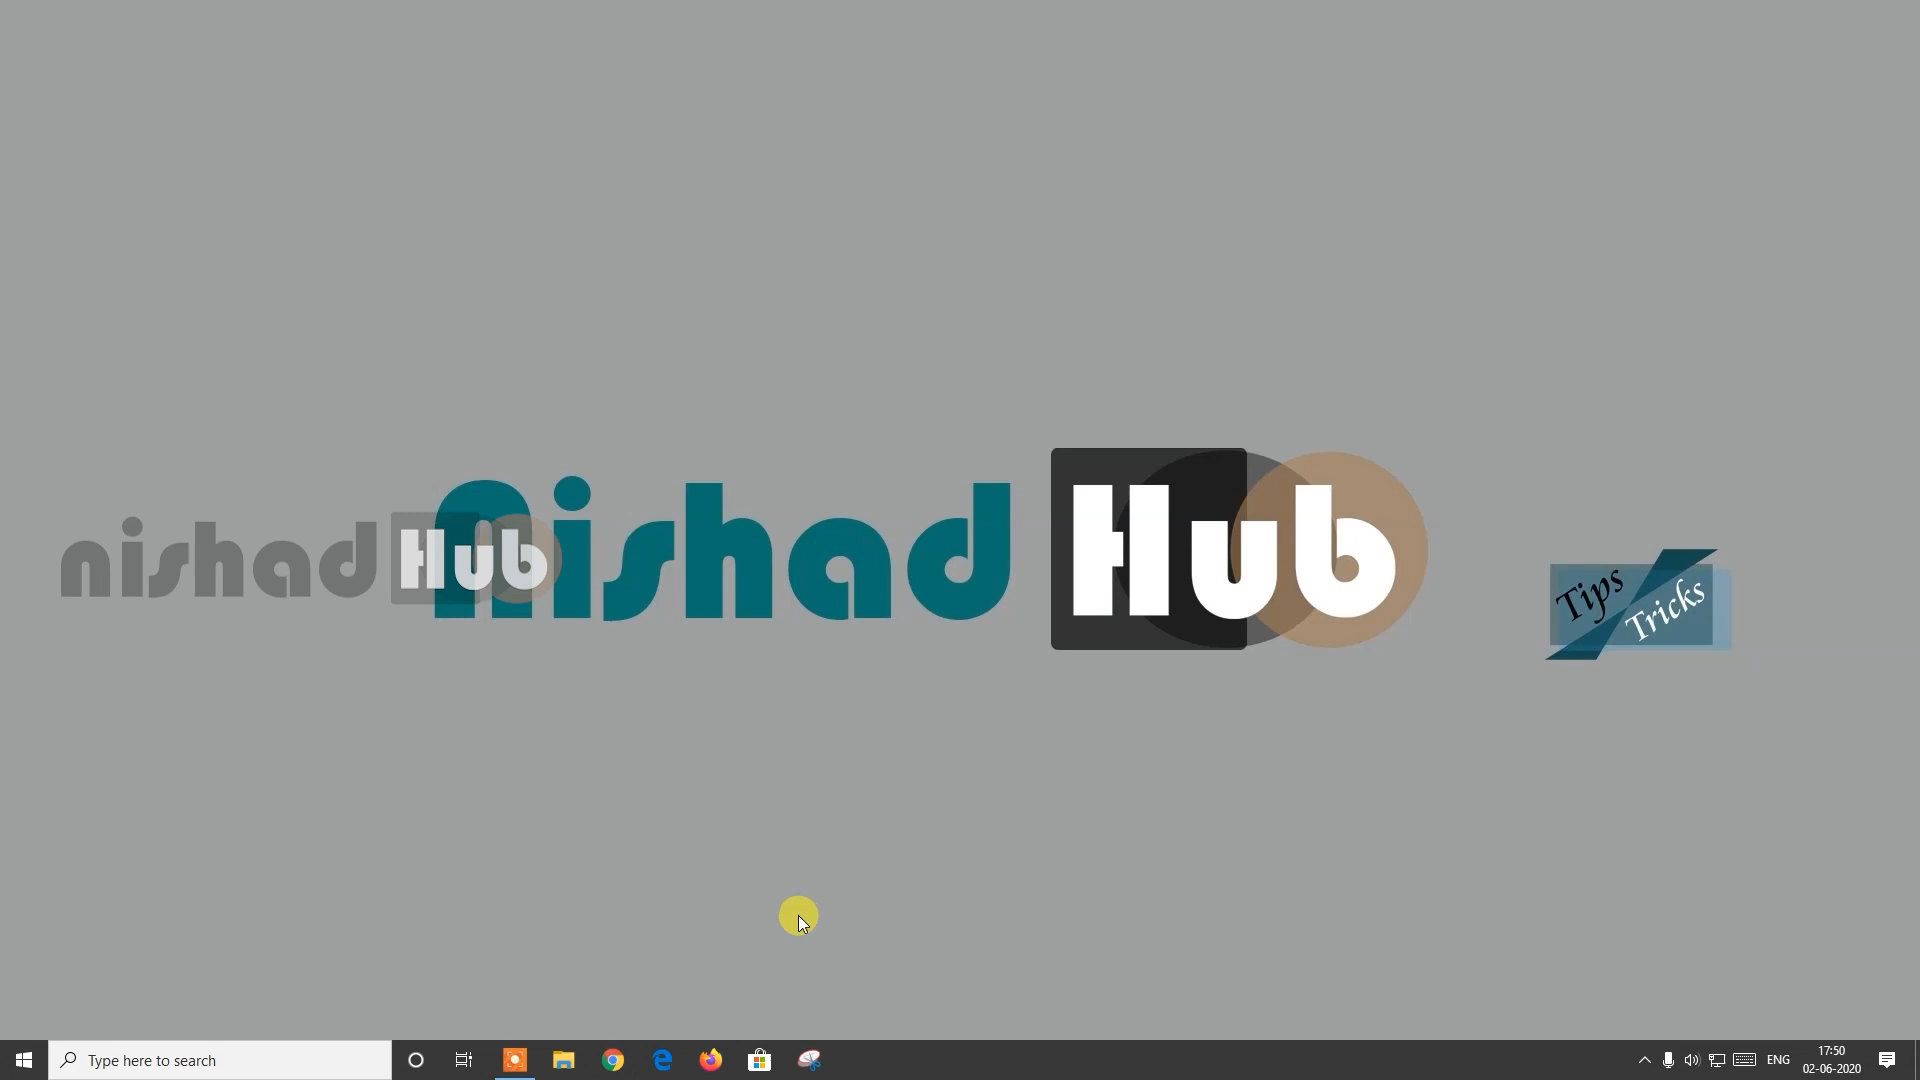 nishad Hub
Nishad Hub
Tips
Tricks
Type here to search
ENG
17:50
02-06-2020